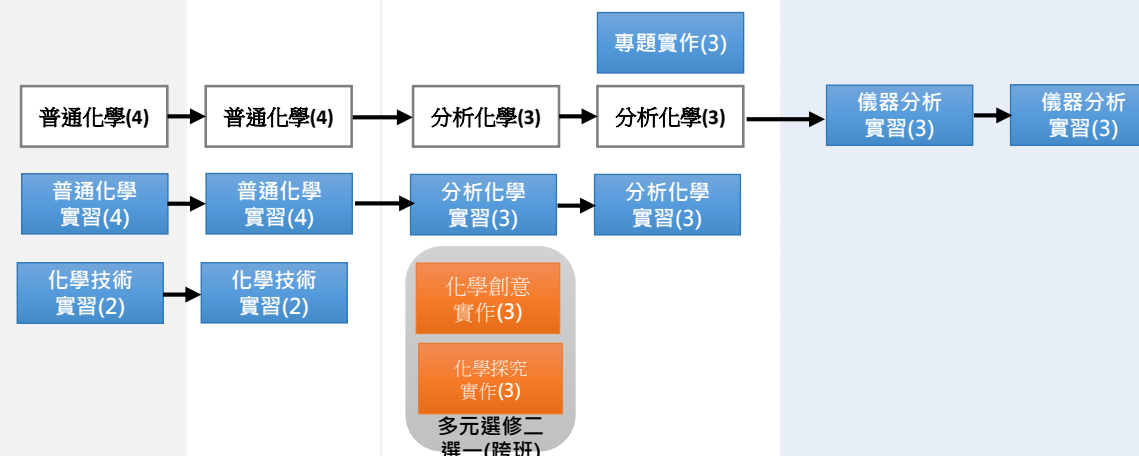 專題實作(3)
普通化學(4)
普通化學(4)
分析化學(3)
分析化學(3)
儀器分析
實習(3)
儀器分析
實習(3)
普通化學
實習(4)
普通化學
實習(4)
分析化學
實習(3)
分析化學
實習(3)
化學技術
實習(2)
化學技術
實習(2)
化學創意
實作(3)
化學探究
實作(3)
多元選修二
選一(跨班)